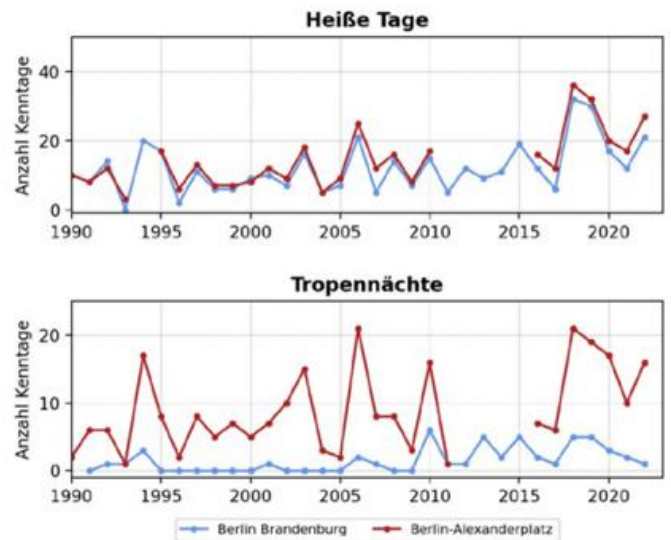 Heiße Tage
Anzahl Kenntage
40
20
0
1990 1995 2000 2005 2010 2015 2020
Tropennächte
Anzahl Kenntage
20
10
0
1990 1995 2000 2005 2010 2015 2020
Berlin Brandenburg Berlin-Alexanderplatz